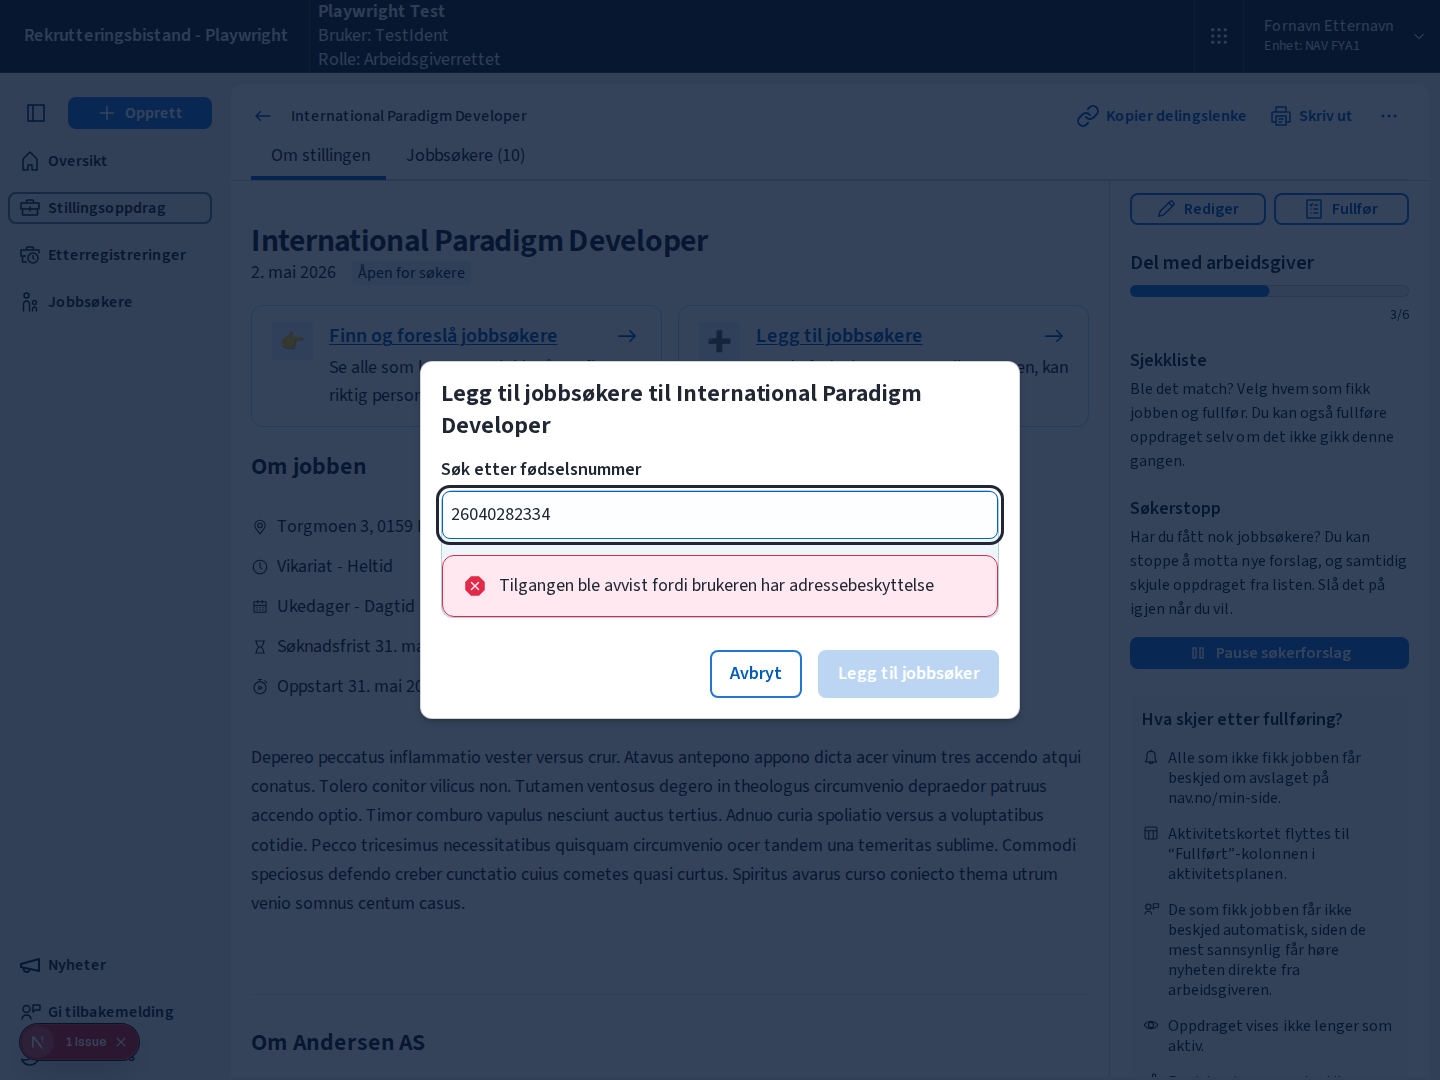 Rekrutteringsbistand - Playwright
Playwright Test
Bruker: TestIdent
Rolle: Arbeidsgiverrettet
Fornavn Etternavn
Enhet: NAV FYA1
Opprett
Oversikt
Stillingsoppdrag
Etterregistreringer
Jobbsøkere
International Paradigm Developer
Kopier delingslenke
Skriv ut
Om stillingen
Jobbsøkere (10)
International Paradigm Developer
2. mai 2026
Åpen for søkere
Finn og foreslå jobbsøkere
Se alle som
riktig
Legg til jobbsøkere
kan
Om jobben
Torgmoen 3, 0159
Vikariat - Heltid
Ukedager - Dagtid
Søknadsfrist 31.
Oppstart 31. mai
Legg til jobbsøkere til International Paradigm
Developer
Søk etter fødselsnummer
26040282334
Tilgangen ble avvist fordi brukeren har adressebeskyttelse
Avbryt
Legg til jobbsøker
Depereo peccatus inflammatio vester versus crur. Atavus antepono appono dicta acer vinum tres accendo atqui
conatus. Tolero conitor vilicus non. Tutamen ventosus degero in theologus circumvenio depraedor patruus
accendo optio. Timor comburo vapulus nesciunt auctus tertius. Adnuo curia spoliatio versus a voluptatibus
cotidie. Pecco tricesimus necessitatibus quisquam circumvenio ocer tandem una temeritas sublime. Commodi
speciosus defendo creber cunctatio cuius cometes quasi curtus. Spiritus avarus curso coniecto thema utrum
venio somnus centum casus.
Om Andersen AS
Rediger
Fullfør
Del med arbeidsgiver
3/6
Sjekkliste
Ble det match? Velg hvem som fikk
jobben og fullfør. Du kan også fullføre
oppdraget selv om det ikke gikk denne
gangen.
Søkerstopp
Har du fått nok jobbsøkere? Du kan
stoppe å motta nye forslag, og samtidig
skjule oppdraget fra listen. Slå det på
igjen når du vil.
Pause søkerforslag
Hva skjer etter fullføring?
Alle som ikke fikk jobben får
beskjed om avslaget på
nav.no/min-side.
Aktivitetskortet flyttes til
“Fullført”-kolonnen i
aktivitetsplanen.
De som fikk jobben får ikke
beskjed automatisk, siden de
mest sannsynlig får høre
nyheten direkte fra
arbeidsgiveren.
Oppdraget vises ikke lenger som
aktiv.
Nyheter
Gi tilbakemelding
1 Issue